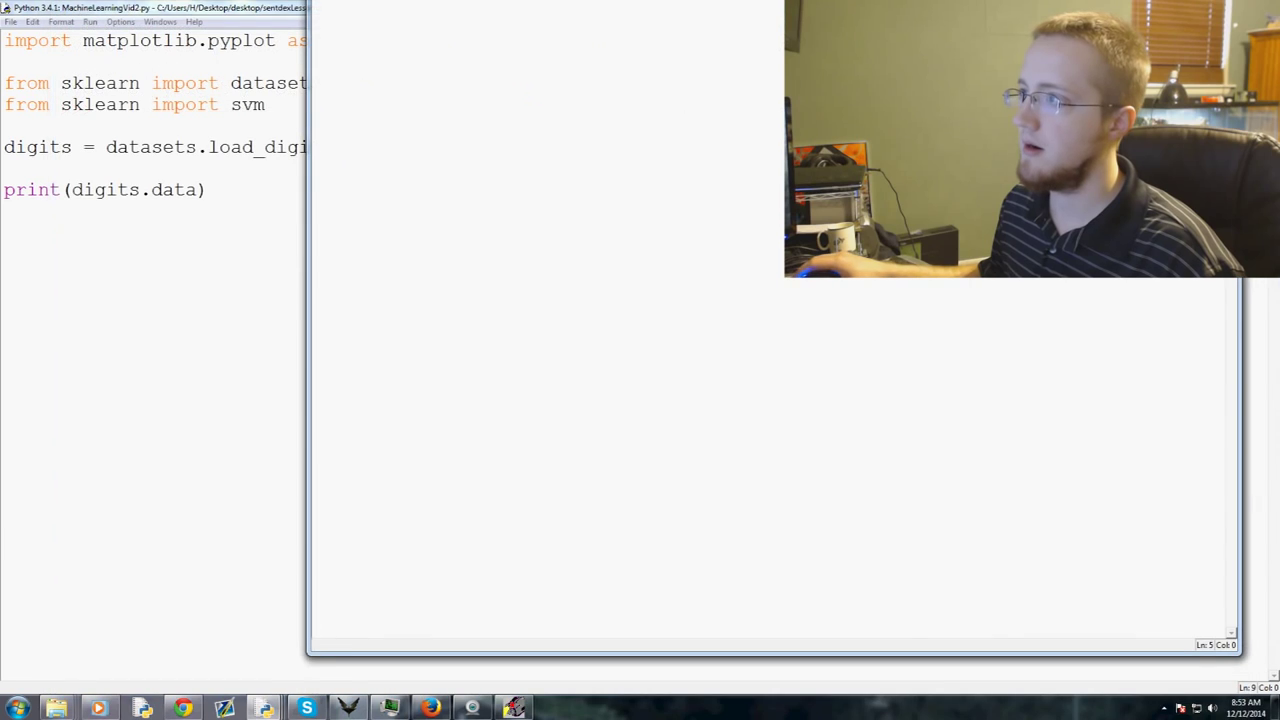 Python 3.4.1: MachineLearningVid2.py - C:/Users/H/Desktop/desktop/sentdexLesso
File Edit Format Run Options Windows Help
import matplotlib.pyplot as
from sklearn import dataset
from sklearn import svm
digits = datasets.load_digi
print(digits.data)
Ln: 5 Col: 0
Ln: 9 Col: 0
8:53 AM
12/12/2014